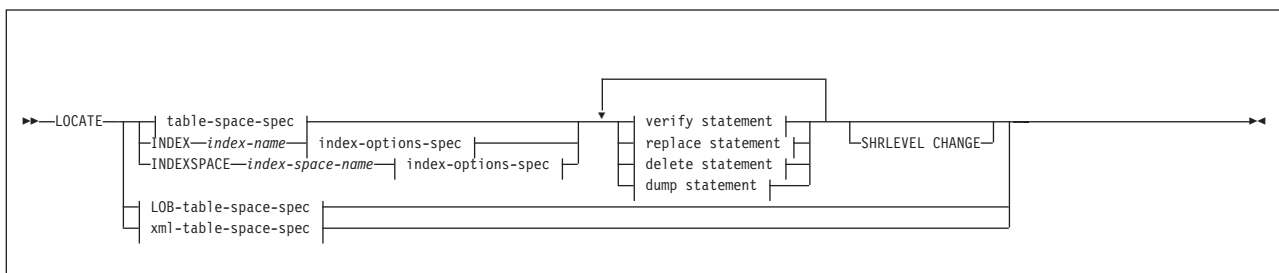 LOCATE table-space-spec verify statement
INDEX index-name index-options-spec replace statement SHRLEVEL CHANGE
INDEXSPACE index-space-name index-options-spec delete statement
dump statement
LOB-table-space-spec
xml-table-space-spec